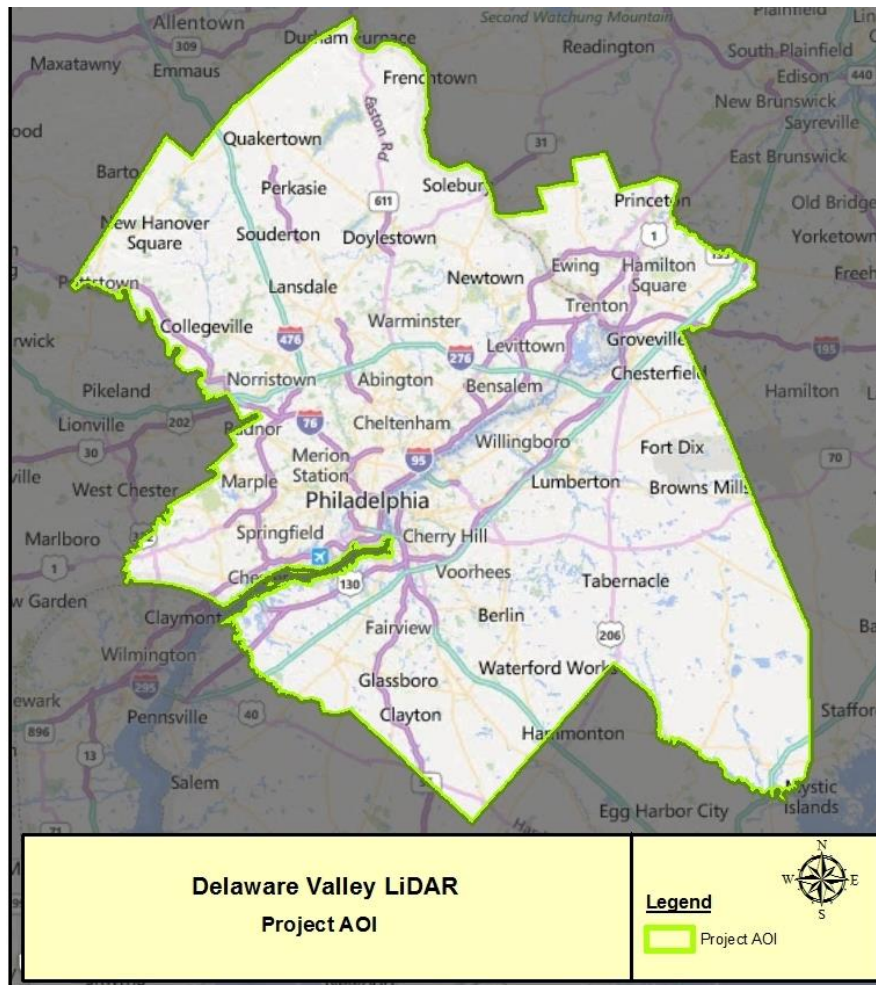 Second Watchung Mountain
Plainfield
Allentown
309
Durham Furnace
Readington
South Plainfield
Maxatawny
Emmaus
Frenchtown
Edison
440
New Brunswick
Sayreville
Easton Rd
31
East Brunswick
Quakertown
Barto
Perkasie
Solebury
611
Princeton
Old Bridge
New Hanover
Square
Souderton
Doylestown
1
Yorketown
Ewing
Hamilton
Square
133
Pottstown
Lansdale
Newtown
Trenton
Collegeville
Warminster
476
276
Levittown
Groveville
195
Norristown
Abington
Bensalem
Chesterfield
Pikeland
Hamilton
202
Lionville
Radnor
76
Cheltenham
Willingboro
30
Merion
Station
95
Fort Dix
70
West Chester
Marple
Lumberton
Browns Mills
Philadelphia
Marlboro
Springfield
Cherry Hill
1
Chester
130
Voorhees
Tabernacle
Claymont
Fairview
Berlin
206
Wilmington
295
Glassboro
Waterford Works
Pennsville
40
Clayton
896
13
Hammonton
Salem
Mystic
Islands
Egg Harbor City
71
Delaware Valley LiDAR
Project AOI
N
W
E
S
Legend
Project AOI